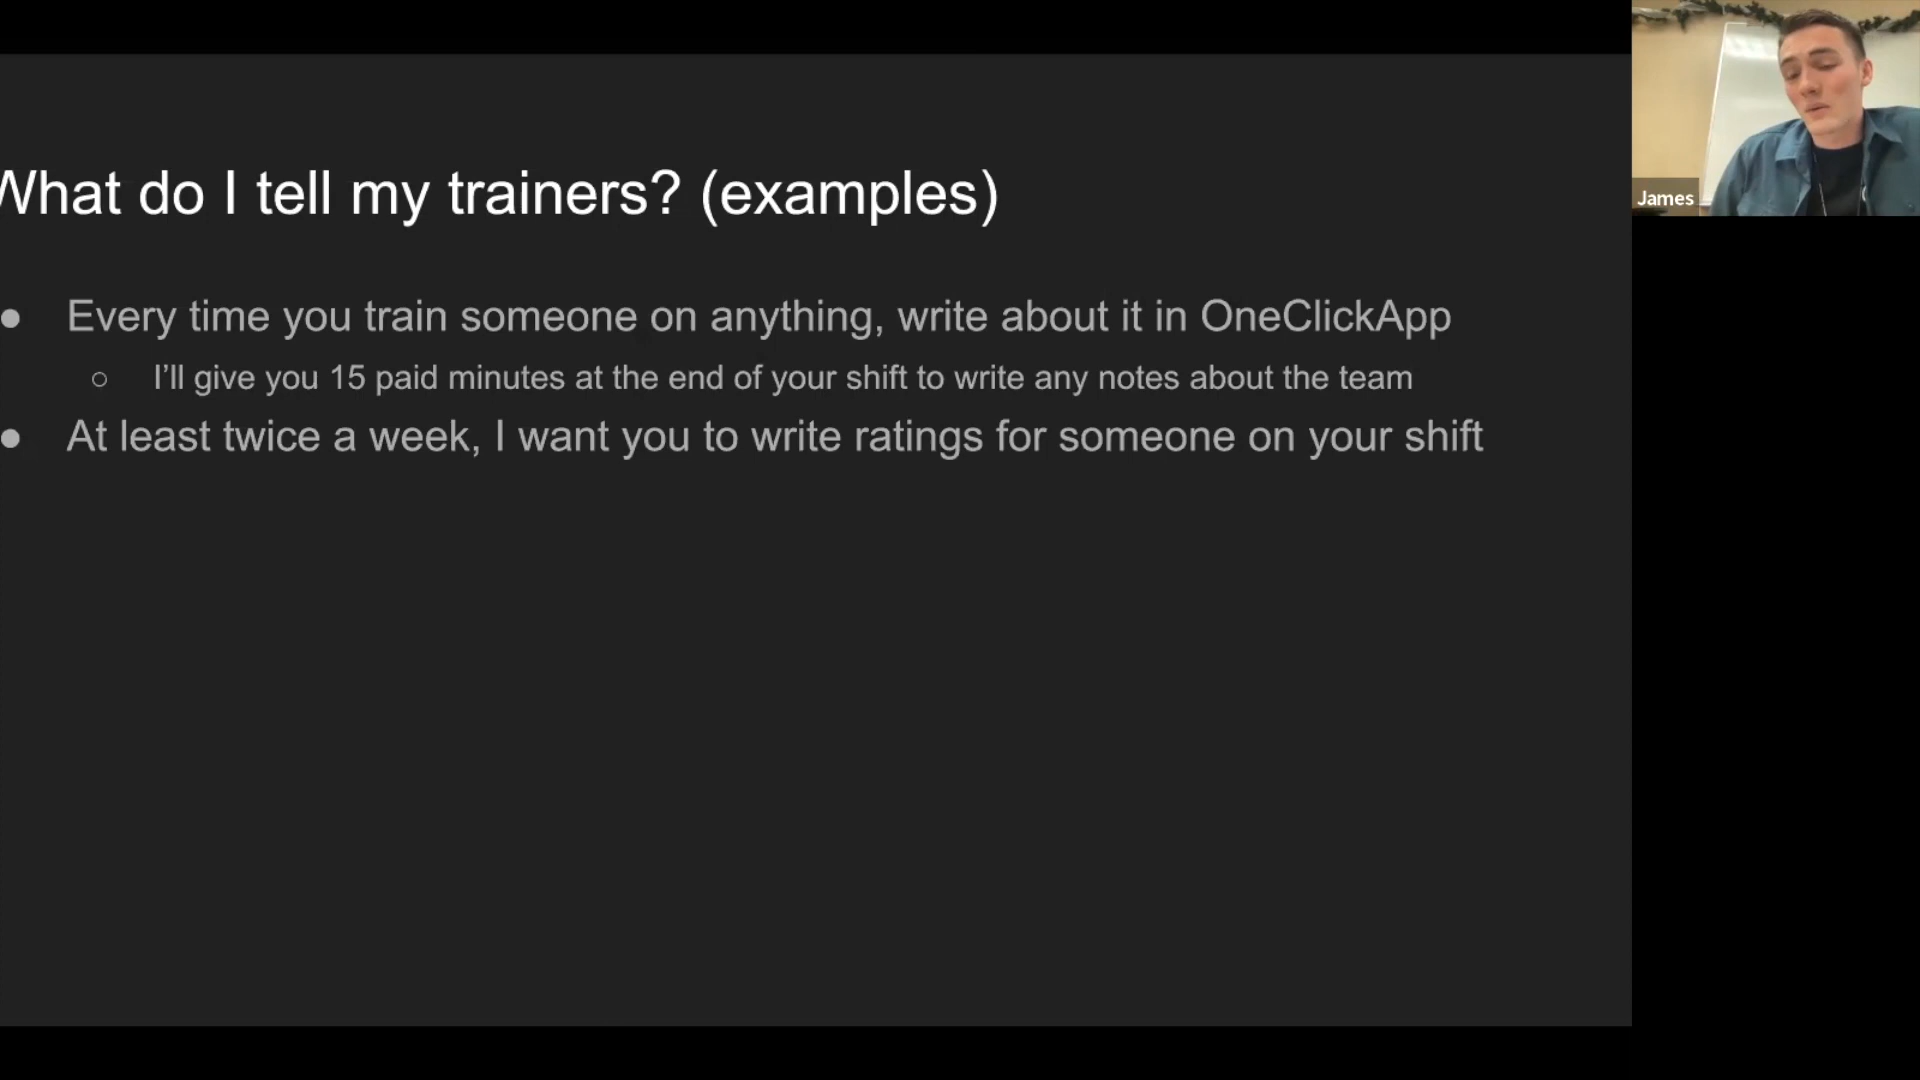 What do I tell my trainers? (examples)
● Every time you train someone on anything, write about it in OneClickApp
○ I’ll give you 15 paid minutes at the end of your shift to write any notes about the team
● At least twice a week, I want you to write ratings for someone on your shift
James